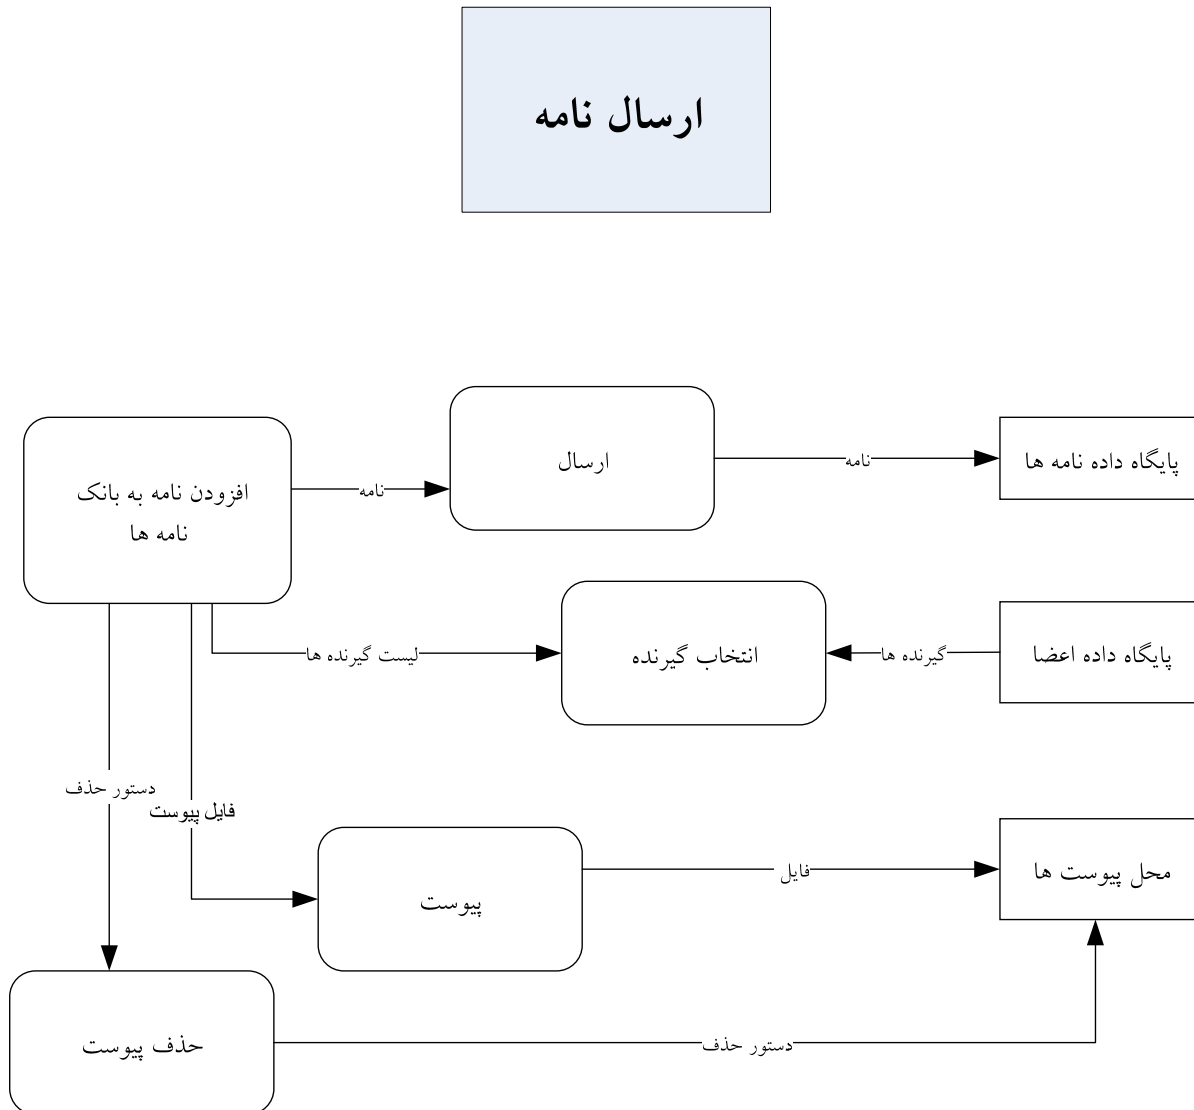 ارسال نامه
ارسال
پایگاه داده نامه ها
نامه
افزودن نامه به بانک
نامه ها
نامه
انتخاب گیرنده
پایگاه داده اعضا
گیرنده ها
لیست گیرنده ها
دستور حذف
فایل پیوست
محل پیوست ها
فایل
پیوست
حذف پیوست
دستور حذف